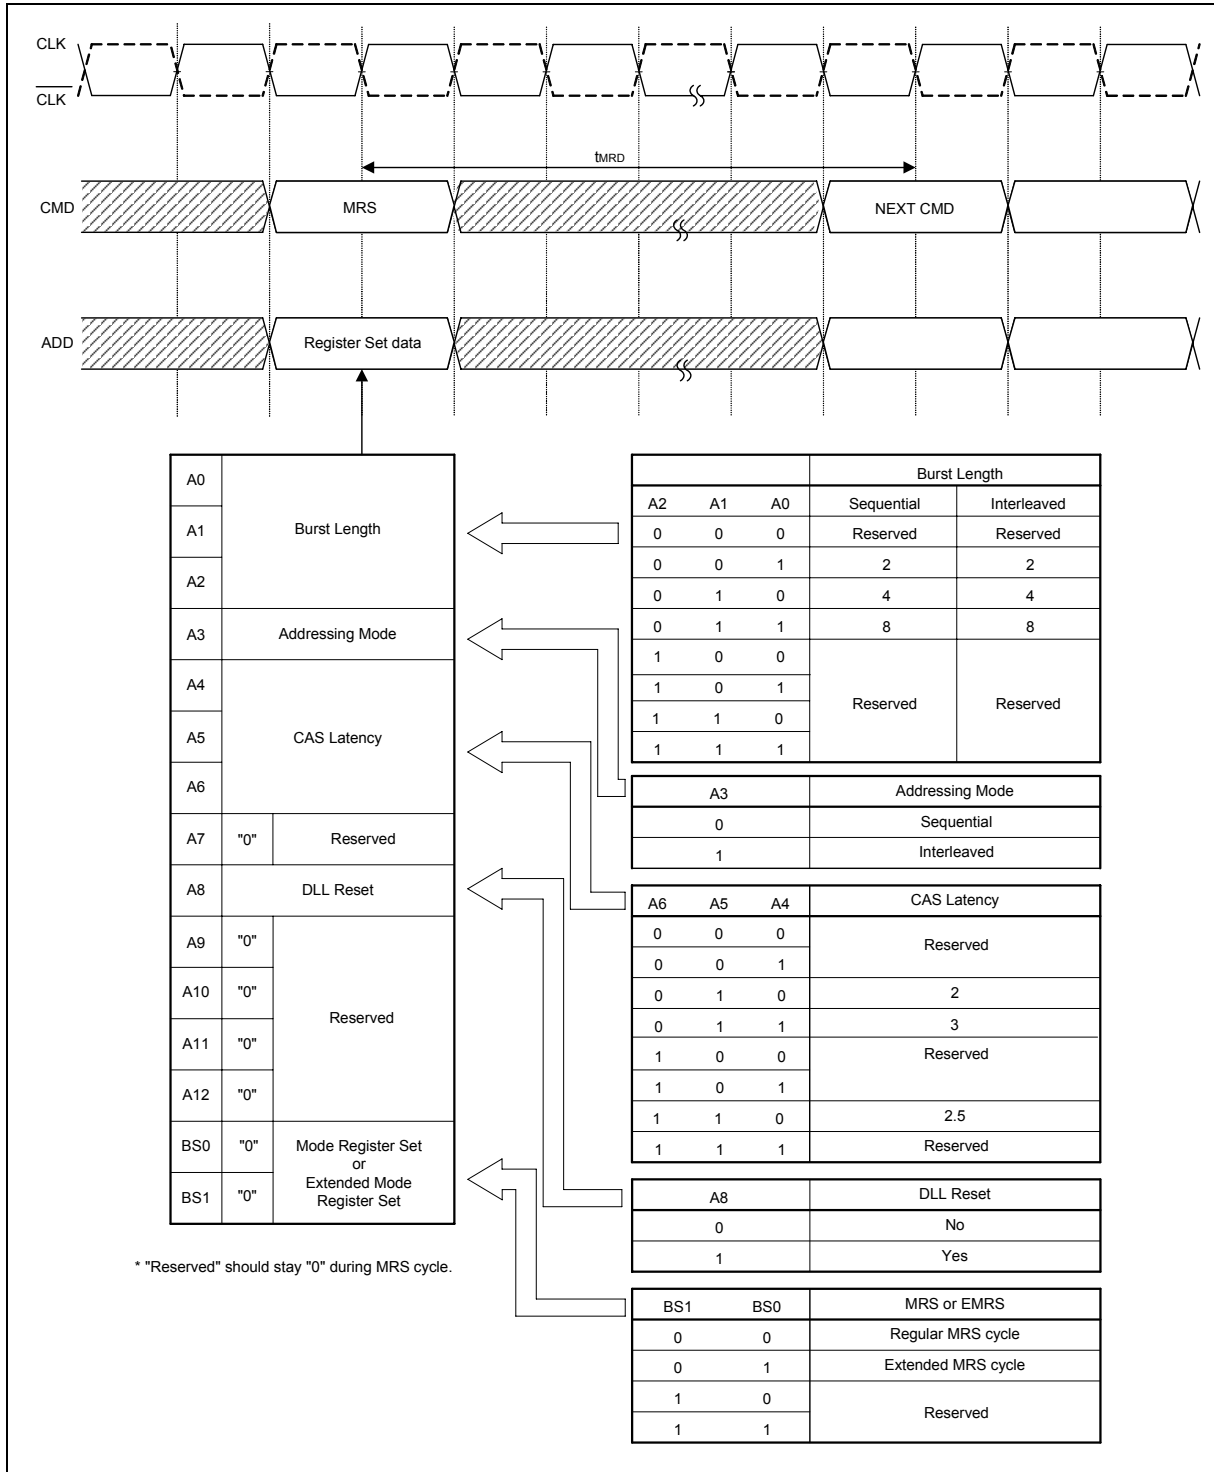 CLK
CLK
tMRD
CMD
MRS
NEXT CMD
ADD
Register Set data
A0
A1
Burst Length
A2
A3
Addressing Mode
A4
A5
CAS Latency
A6
A7 "0" Reserved
A8 DLL Reset
A9 "0"
A10 "0"
Reserved
A11 "0"
A12 "0"
BS0 "0"
BS1 "0"
Mode Register Set
or
Extended Mode
Register Set
* "Reserved" should stay "0" during MRS cycle.
Burst Length
A2 A1 A0 Sequential Interleaved
0 0 0 Reserved Reserved
0 0 1 2 2
0 1 0 4 4
0 1 1 8 8
1 0 0
1 0 1
Reserved Reserved
1 1 0
1 1 1
A3 Addressing Mode
0 Sequential
1 Interleaved
A6 A5 A4 CAS Latency
0 0 0
Reserved
0 0 1
0 1 0 2
0 1 1 3
1 0 0 Reserved
1 0 1
1 1 0 2.5
1 1 1 Reserved
A8 DLL Reset
0 No
1 Yes
BS1 BS0 MRS or EMRS
0 0 Regular MRS cycle
0 1 Extended MRS cycle
1 0
Reserved
1 1